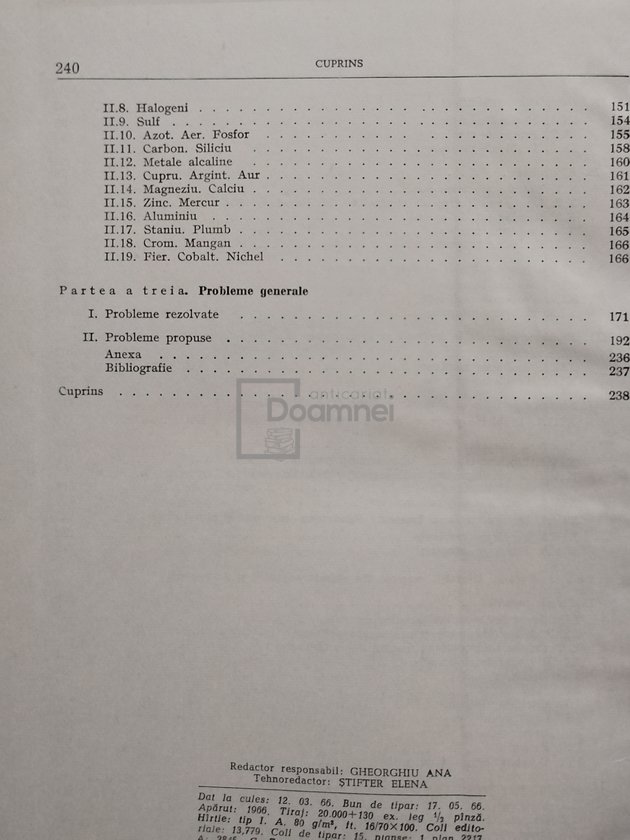 240 CUPRINS
II.8. Halogeni . . . . . . . . . . . . . . . . . . . . . . . . . . . . 151
II.9. Sulf . . . . . . . . . . . . . . . . . . . . . . . . . . . . . . 154
II.10. Azot. Aer. Fosfor . . . . . . . . . . . . . . . . . . . . . . . . 155
II.11. Carbon. Siliciu . . . . . . . . . . . . . . . . . . . . . . . . . 158
II.12. Metale alcaline . . . . . . . . . . . . . . . . . . . . . . . . . 160
II.13. Cupru. Argint. Aur . . . . . . . . . . . . . . . . . . . . . . . . 161
II.14. Magneziu. Calciu . . . . . . . . . . . . . . . . . . . . . . . . . 162
II.15. Zinc. Mercur . . . . . . . . . . . . . . . . . . . . . . . . . . . 163
II.16. Aluminiu . . . . . . . . . . . . . . . . . . . . . . . . . . . . 164
II.17. Staniu. Plumb . . . . . . . . . . . . . . . . . . . . . . . . . . 165
II.18. Crom. Mangan . . . . . . . . . . . . . . . . . . . . . . . . . . 166
II.19. Fier. Cobalt. Nichel . . . . . . . . . . . . . . . . . . . . . . . 166
Partea a treia. Probleme generale
I. Probleme rezolvate . . . . . . . . . . . . . . . . . . . . . . . . . 171
II. Probleme propuse . . . . . . . . . . . . . . . . . . . . . . . . . . 192
Anexa . . . . . . . . . . . . . . . . . . . . . . . . . . . . . . . . 236
Bibliografie . . . . . . . . . . . . . . . . . . . . . . . . . . . . . 237
Cuprins . . . . . . . . . . . . . . . . . . . . . . . . . . . . . . . 238
anticariat
Doamnei
Redactor responsabil: GHEORGHIU ANA
Tehnoredactor: ȘTIFTER ELENA
Dat la cules: 12. 03. 66. Bun de tipar: 17. 05. 66.
Apărut: 1966. Tiraj: 20.000+130 ex. leg 1/2 pînză.
Hîrtie: tip I. A. 80 g/m², ft. 16/70×100. Coli edito-
riale: 13,779. Coli de tipar: 15. planșe: 1 plan